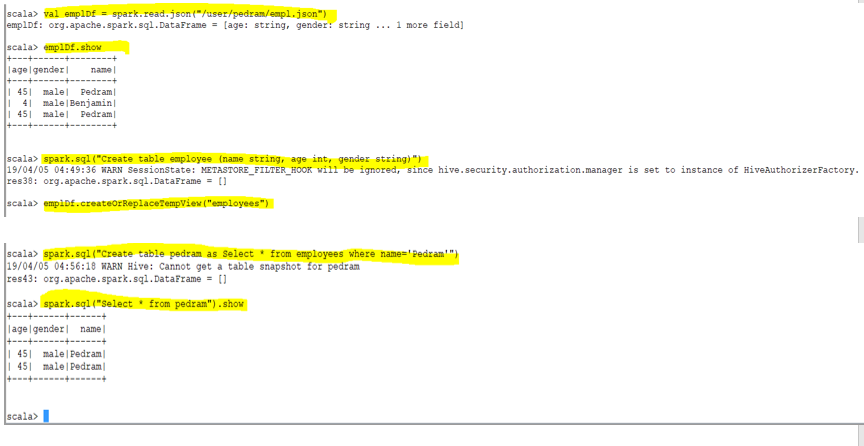 scala> val emplDf = spark.read.json("/user/pedram/empl.json")
emplDf: org.apache.spark.sql.DataFrame = [age: string, gender: string ... 1 more field]
scala> emplDf.show
+---+------+--------+
|age|gender|    name|
+---+------+--------+
| 45|  male|  Pedram|
|  4|  male|Benjamin|
| 45|  male|  Pedram|
+---+------+--------+
scala> spark.sql("Create table employee (name string, age int, gender string)")
19/04/05 04:49:36 WARN SessionState: METASTORE_FILTER_HOOK will be ignored, since hive.security.authorization.manager is set to instance of HiveAuthorizerFactory.
res38: org.apache.spark.sql.DataFrame = []
scala> emplDf.createOrReplaceTempView("employees")
scala> spark.sql("Create table pedram as Select * from employees where name='Pedram'")
19/04/05 04:56:18 WARN Hive: Cannot get a table snapshot for pedram
res43: org.apache.spark.sql.DataFrame = []
scala> spark.sql("Select * from pedram").show
+---+------+------+
|age|gender|  name|
+---+------+------+
| 45|  male|Pedram|
| 45|  male|Pedram|
+---+------+------+
scala>